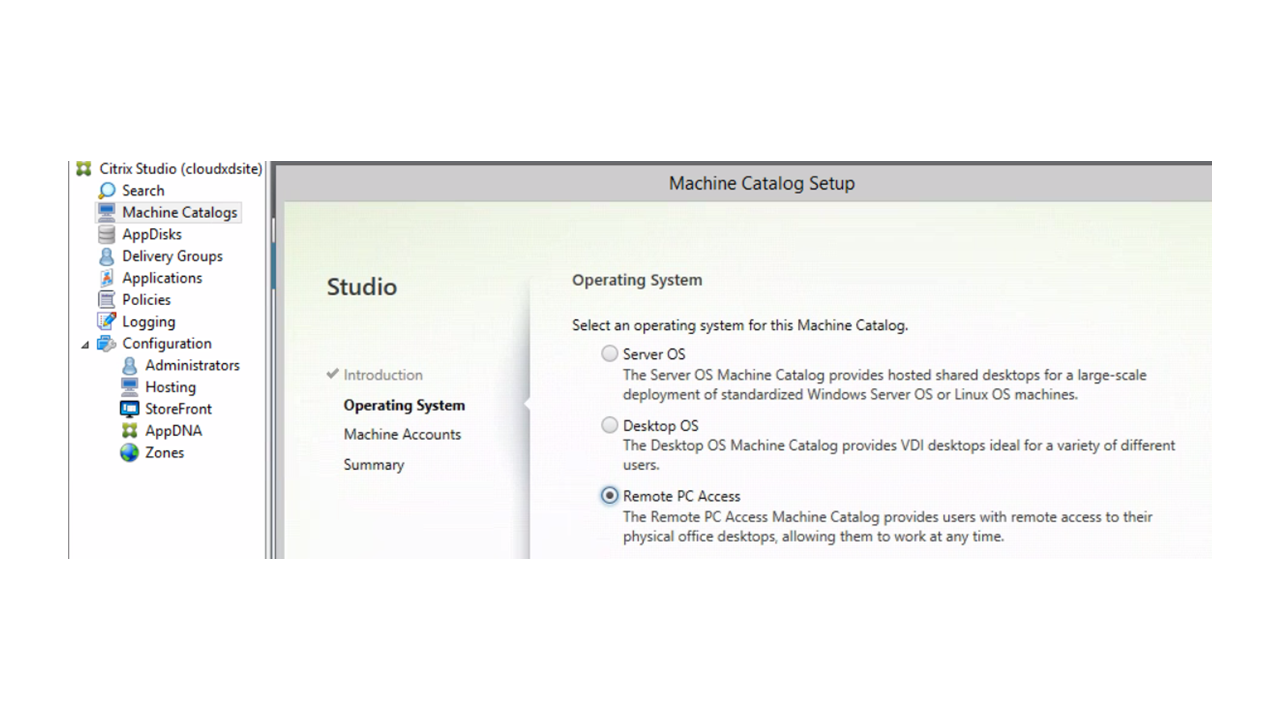 Citrix Studio (cloudxdsite)
Search
Machine Catalogs
AppDisks
Delivery Groups
Applications
Policies
Logging
Configuration
Administrators
Hosting
StoreFront
AppDNA
Zones
Machine Catalog Setup
Studio
Introduction
Operating System
Machine Accounts
Summary
Operating System
Select an operating system for this Machine Catalog.
Server OS
The Server OS Machine Catalog provides hosted shared desktops for a large-scale
deployment of standardized Windows Server OS or Linux OS machines.
Desktop OS
The Desktop OS Machine Catalog provides VDI desktops ideal for a variety of different
users.
Remote PC Access
The Remote PC Access Machine Catalog provides users with remote access to their
physical office desktops, allowing them to work at any time.